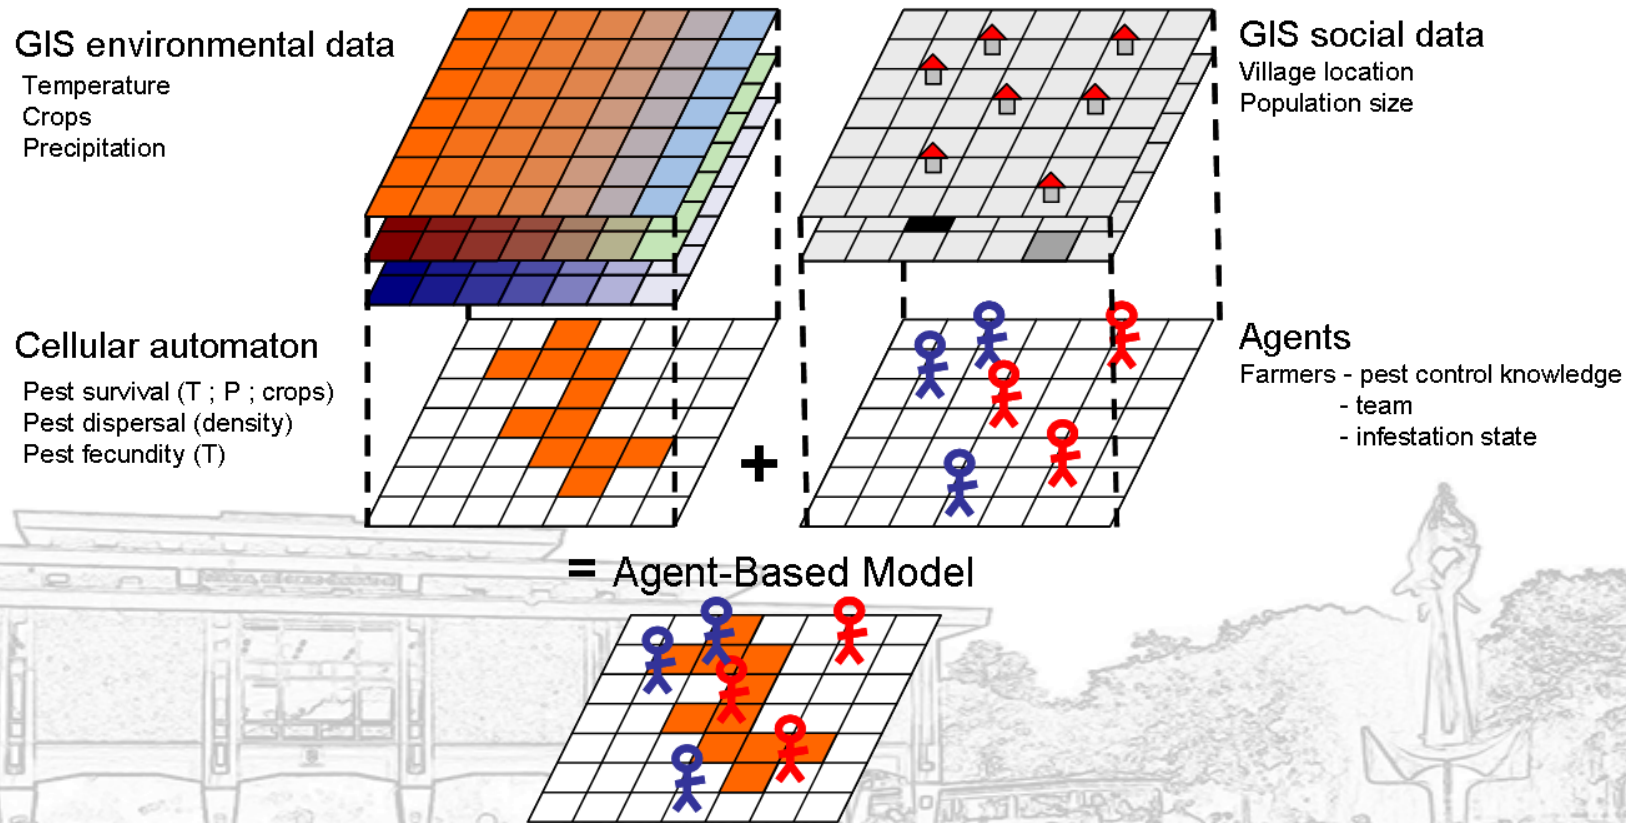 GIS environmental data
Temperature
Crops
Precipitation
GIS social data
Village location
Population size
Cellular automaton
Pest survival (T ; P ; crops)
Pest dispersal (density)
Pest fecundity (T)
+
Agents
Farmers - pest control knowledge
- team
- infestation state
= Agent-Based Model